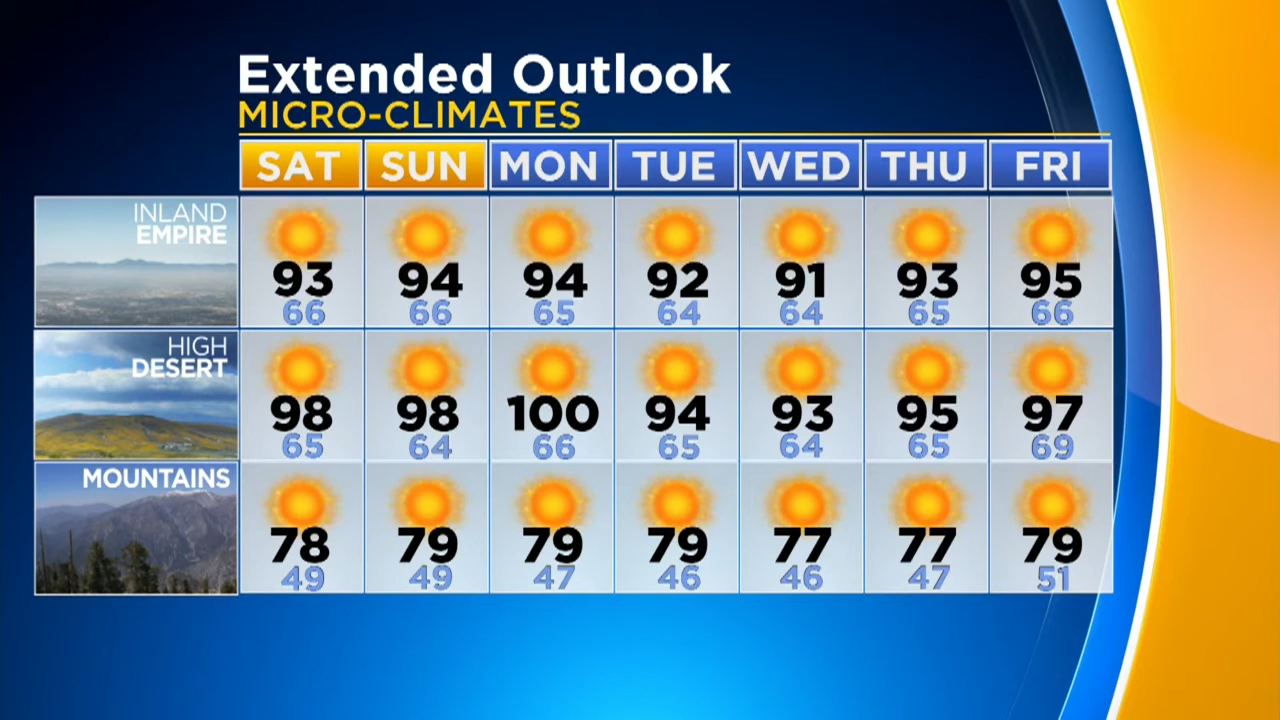 Extended Outlook
MICRO-CLIMATES
SAT SUN MON TUE WED THU FRI
INLAND
EMPIRE
93 94 94 92 91 93 95
66 66 65 64 64 65 66
HIGH
DESERT
98 98 100 94 93 95 97
65 64 66 65 64 65 69
MOUNTAINS
78 79 79 79 77 77 79
49 49 47 46 46 47 51